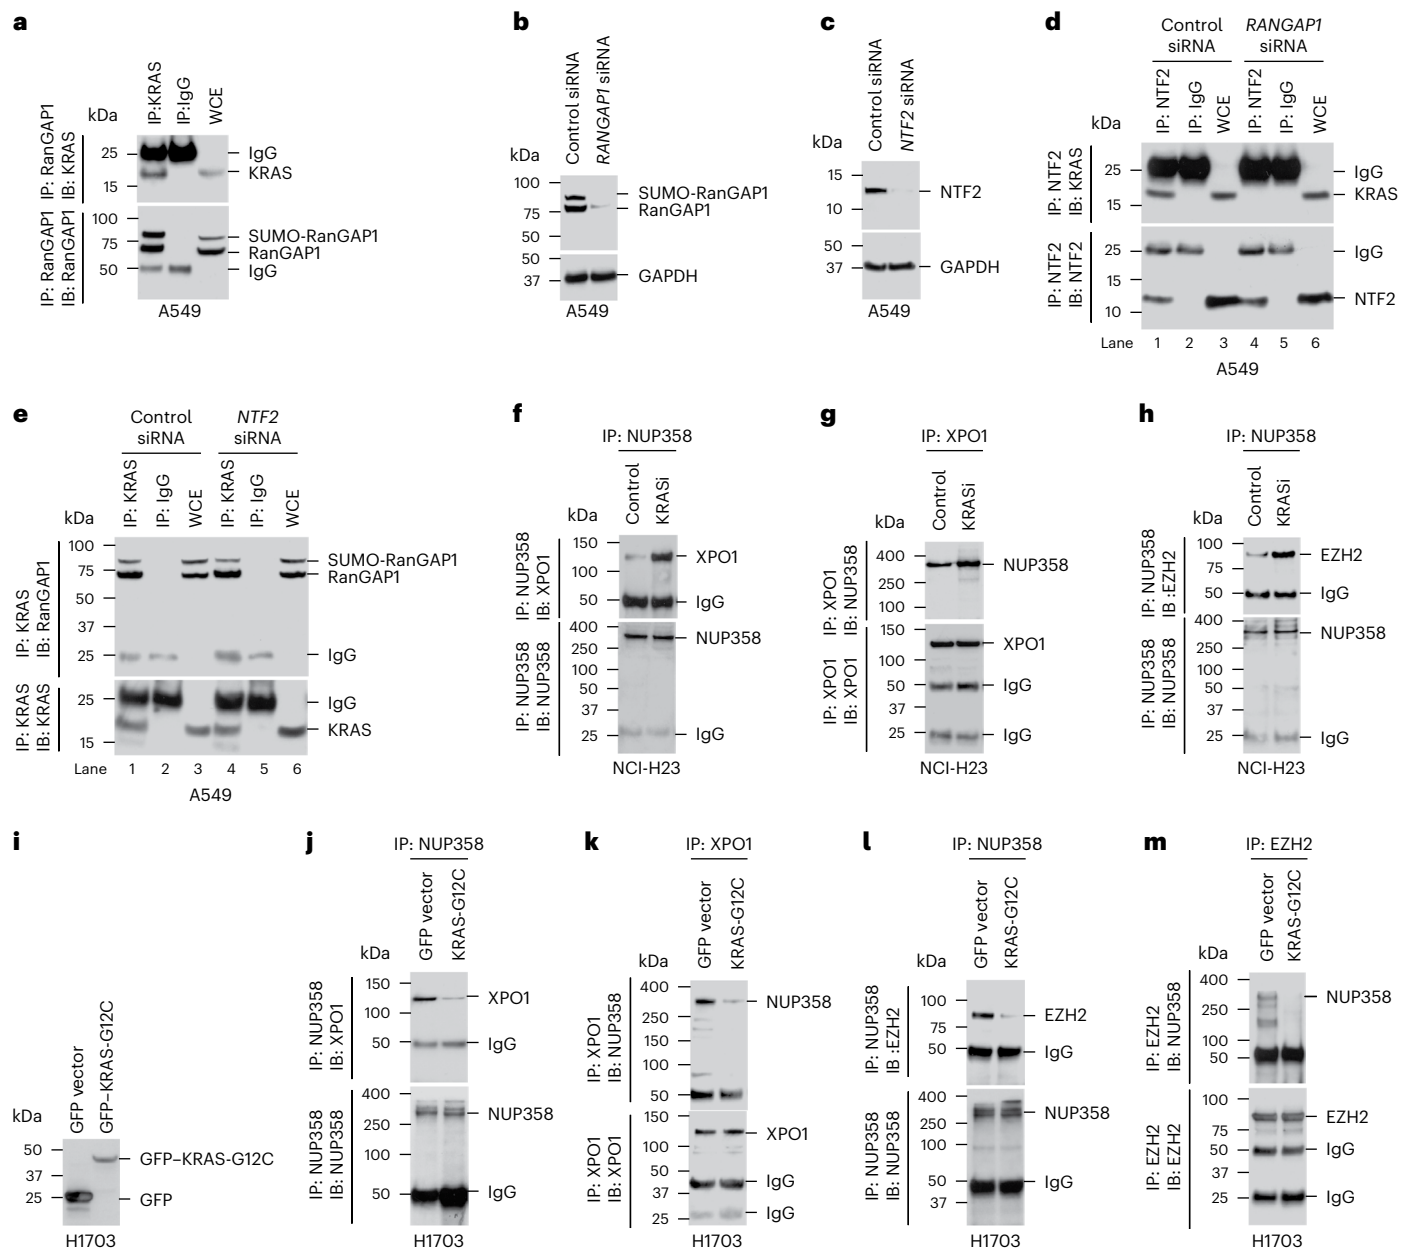 a
IP:KRAS
IP:IgG
WCE
kDa
IP: RanGAP1
IB: KRAS
25
15
IgG
KRAS
IP: RanGAP1
IB: RanGAP1
100
75
50
SUMO-RanGAP1
RanGAP1
IgG
A549
b
Control siRNA
RANGAP1 siRNA
kDa
100
75
50
50
37
SUMO-RanGAP1
RanGAP1
GAPDH
A549
c
Control siRNA
NTF2 siRNA
kDa
15
10
50
37
NTF2
GAPDH
A549
d
Control
siRNA
RANGAP1
siRNA
IP: NTF2
IP: IgG
WCE
IP: NTF2
IP: IgG
WCE
kDa
IP: NTF2
IB: KRAS
25
15
IgG
KRAS
IP: NTF2
IB: NTF2
25
15
10
IgG
NTF2
Lane 1 2 3 4 5 6
A549
e
Control
siRNA
NTF2
siRNA
IP: KRAS
IP: IgG
WCE
IP: KRAS
IP: IgG
WCE
kDa
IP: KRAS
IB: RanGAP1
100
75
50
37
25
SUMO-RanGAP1
RanGAP1
IgG
IP: KRAS
IB: KRAS
25
15
IgG
KRAS
Lane 1 2 3 4 5 6
A549
f
IP: NUP358
Control
KRASi
kDa
IP: NUP358
IB: XPO1
150
100
50
XPO1
IgG
IP: NUP358
IB: NUP358
400
250
100
50
37
25
NUP358
IgG
NCI-H23
g
IP: XPO1
Control
KRASi
kDa
IP: XPO1
IB: NUP358
400
250
100
NUP358
IP: XPO1
IB: XPO1
150
100
50
37
25
XPO1
IgG
IgG
NCI-H23
h
IP: NUP358
Control
KRASi
kDa
IP: NUP358
IB :EZH2
100
75
50
EZH2
IgG
IP: NUP358
IB: NUP358
400
250
150
100
50
37
25
NUP358
IgG
NCI-H23
i
GFP vector
GFP–KRAS-G12C
kDa
50
37
25
GFP–KRAS-G12C
GFP
H1703
j
IP: NUP358
GFP vector
KRAS-G12C
kDa
IP: NUP358
IB: XPO1
150
100
50
XPO1
IgG
IP: NUP358
IB: NUP358
400
250
100
50
NUP358
IgG
H1703
k
IP: XPO1
GFP vector
KRAS-G12C
kDa
IP: XPO1
IB: NUP358
400
250
150
100
50
NUP358
IP: XPO1
IB: XPO1
150
100
50
37
25
XPO1
IgG
IgG
H1703
l
IP: NUP358
GFP vector
KRAS-G12C
kDa
IP: NUP358
IB :EZH2
100
75
50
EZH2
IgG
IP: NUP358
IB: NUP358
400
250
100
50
37
NUP358
IgG
H1703
m
IP: EZH2
GFP vector
KRAS-G12C
kDa
IP: EZH2
IB: NUP358
400
250
100
50
NUP358
IP: EZH2
IB: EZH2
100
75
50
37
25
EZH2
IgG
IgG
H1703